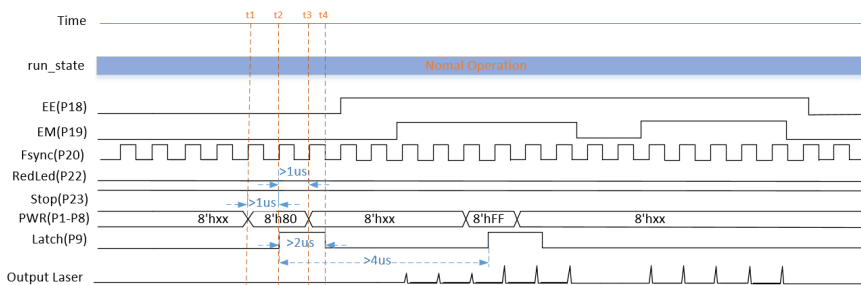 Time
t1 t2 t3 t4
run_state
Nomal Operation
EE(P18)
EM(P19)
Fsync(P20)
>1us
RedLed(P22)
Stop(P23)
>1us
PWR(P1-P8)
8'hxx 8'h80 8'hxx 8'hFF 8'hxx
Latch(P9)
>2us
>4us
Output Laser